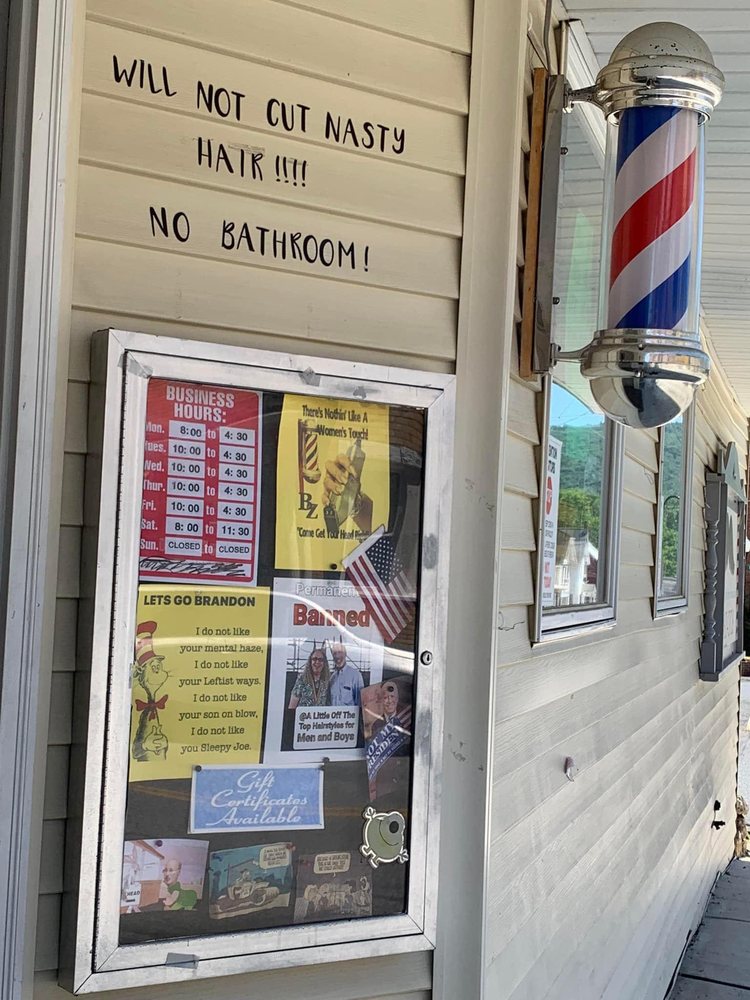 WILL NOT CUT NASTY
HAIR!!!!
NO BATHROOM!
BUSINESS
HOURS:
Mon. 8:00 to 4:30
Tues. 10:00 to 4:30
Wed. 10:00 to 4:30
Thur. 10:00 to 4:30
Fri. 10:00 to 4:30
Sat. 8:00 to 11:30
Sun. CLOSED to CLOSED
There's Nothin' Like A
Women's Touch!
BZ
"Come Get Your Head
LETS GO BRANDON
I do not like
your mental haze,
I do not like
your Leftist ways.
I do not like
your son on blow,
I do not like
you Sleepy Joe.
Banned
@A Little Off The
Top Hairstyles for
Men and Boys
Gift
Certificates
Available